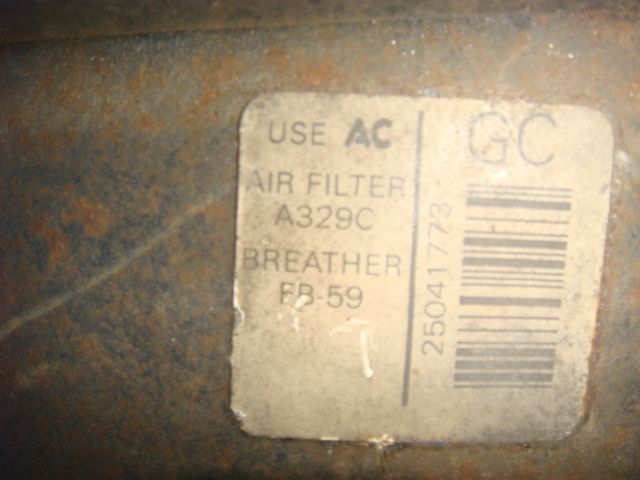 USE AC
AIR FILTER
A329C
BREATHER
FB-59
GC
25041773